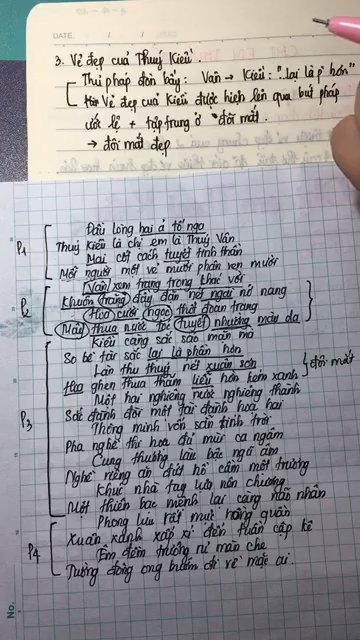 DATE
3. Vẻ đẹp của Thuý Kiều.
Thủ pháp đòn bẩy: Vân → Kiều: "..lại là p̀ hơn"
Vẻ đẹp của Kiều được hiện lên qua bút pháp
ước lệ + tập trung ở "đôi mắt.
→ đôi mắt đẹp
P1
Đầu lòng hai ả tố nga
Thuý Kiều là chị em là Thuý Vân
Mai cốt cách tuyết tinh thần
Mỗi người một vẻ mười phân vẹn mười
P2
Vân xem trang trọng khác vời
Khuôn trăng đầy đặn nét ngài nở nang
Hoa cười ngọc thốt đoan trang
Mây thua nước tóc tuyết nhường màu da
P3
Kiều càng sắc sảo mặn mà
So bề tài sắc lại là phần hơn
Làn thu thuỷ nét xuân sơn
Hoa ghen thua thắm liễu hờn kém xanh
đôi mắt
Một hai nghiêng nước nghiêng thành
Sắc đành đòi một tài đành hoạ hai
Thông minh vốn sẵn tính trời
Pha nghề thi hoạ đủ mùi ca ngâm
Cung thương lầu bậc ngũ âm
Nghề riêng ăn đứt hồ cầm một trương
Khúc nhà tay lựa nên chương
Một thiên bạc mệnh lại càng não nhân
P4
Phong lưu rất mực hồng quần
Xuân xanh xấp xỉ đến tuần cập kê
Êm đềm trướng rủ màn che
Tường đông ong bướm đi về mặc ai.
No.